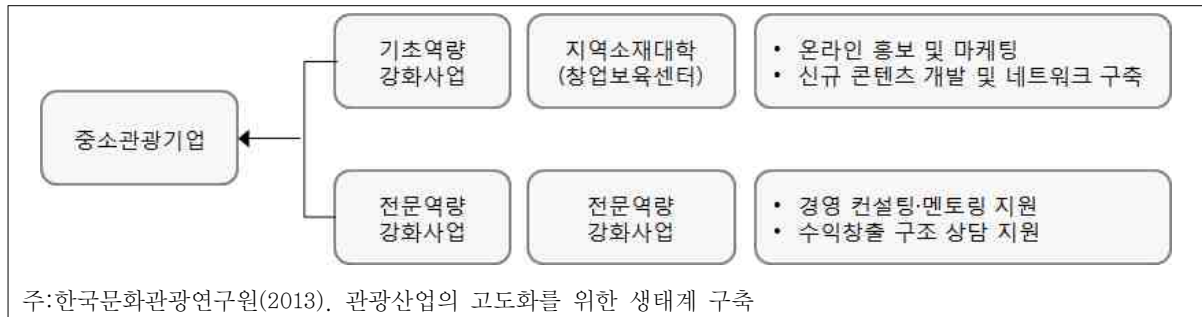 기초역량
강화사업
지역소재대학
(창업보육센터)
• 온라인 홍보 및 마케팅
• 신규 콘텐츠 개발 및 네트워크 구축
중소관광기업
전문역량
강화사업
전문역량
강화사업
• 경영 컨설팅·멘토링 지원
• 수익창출 구조 상담 지원
주:한국문화관광연구원(2013). 관광산업의 고도화를 위한 생태계 구축